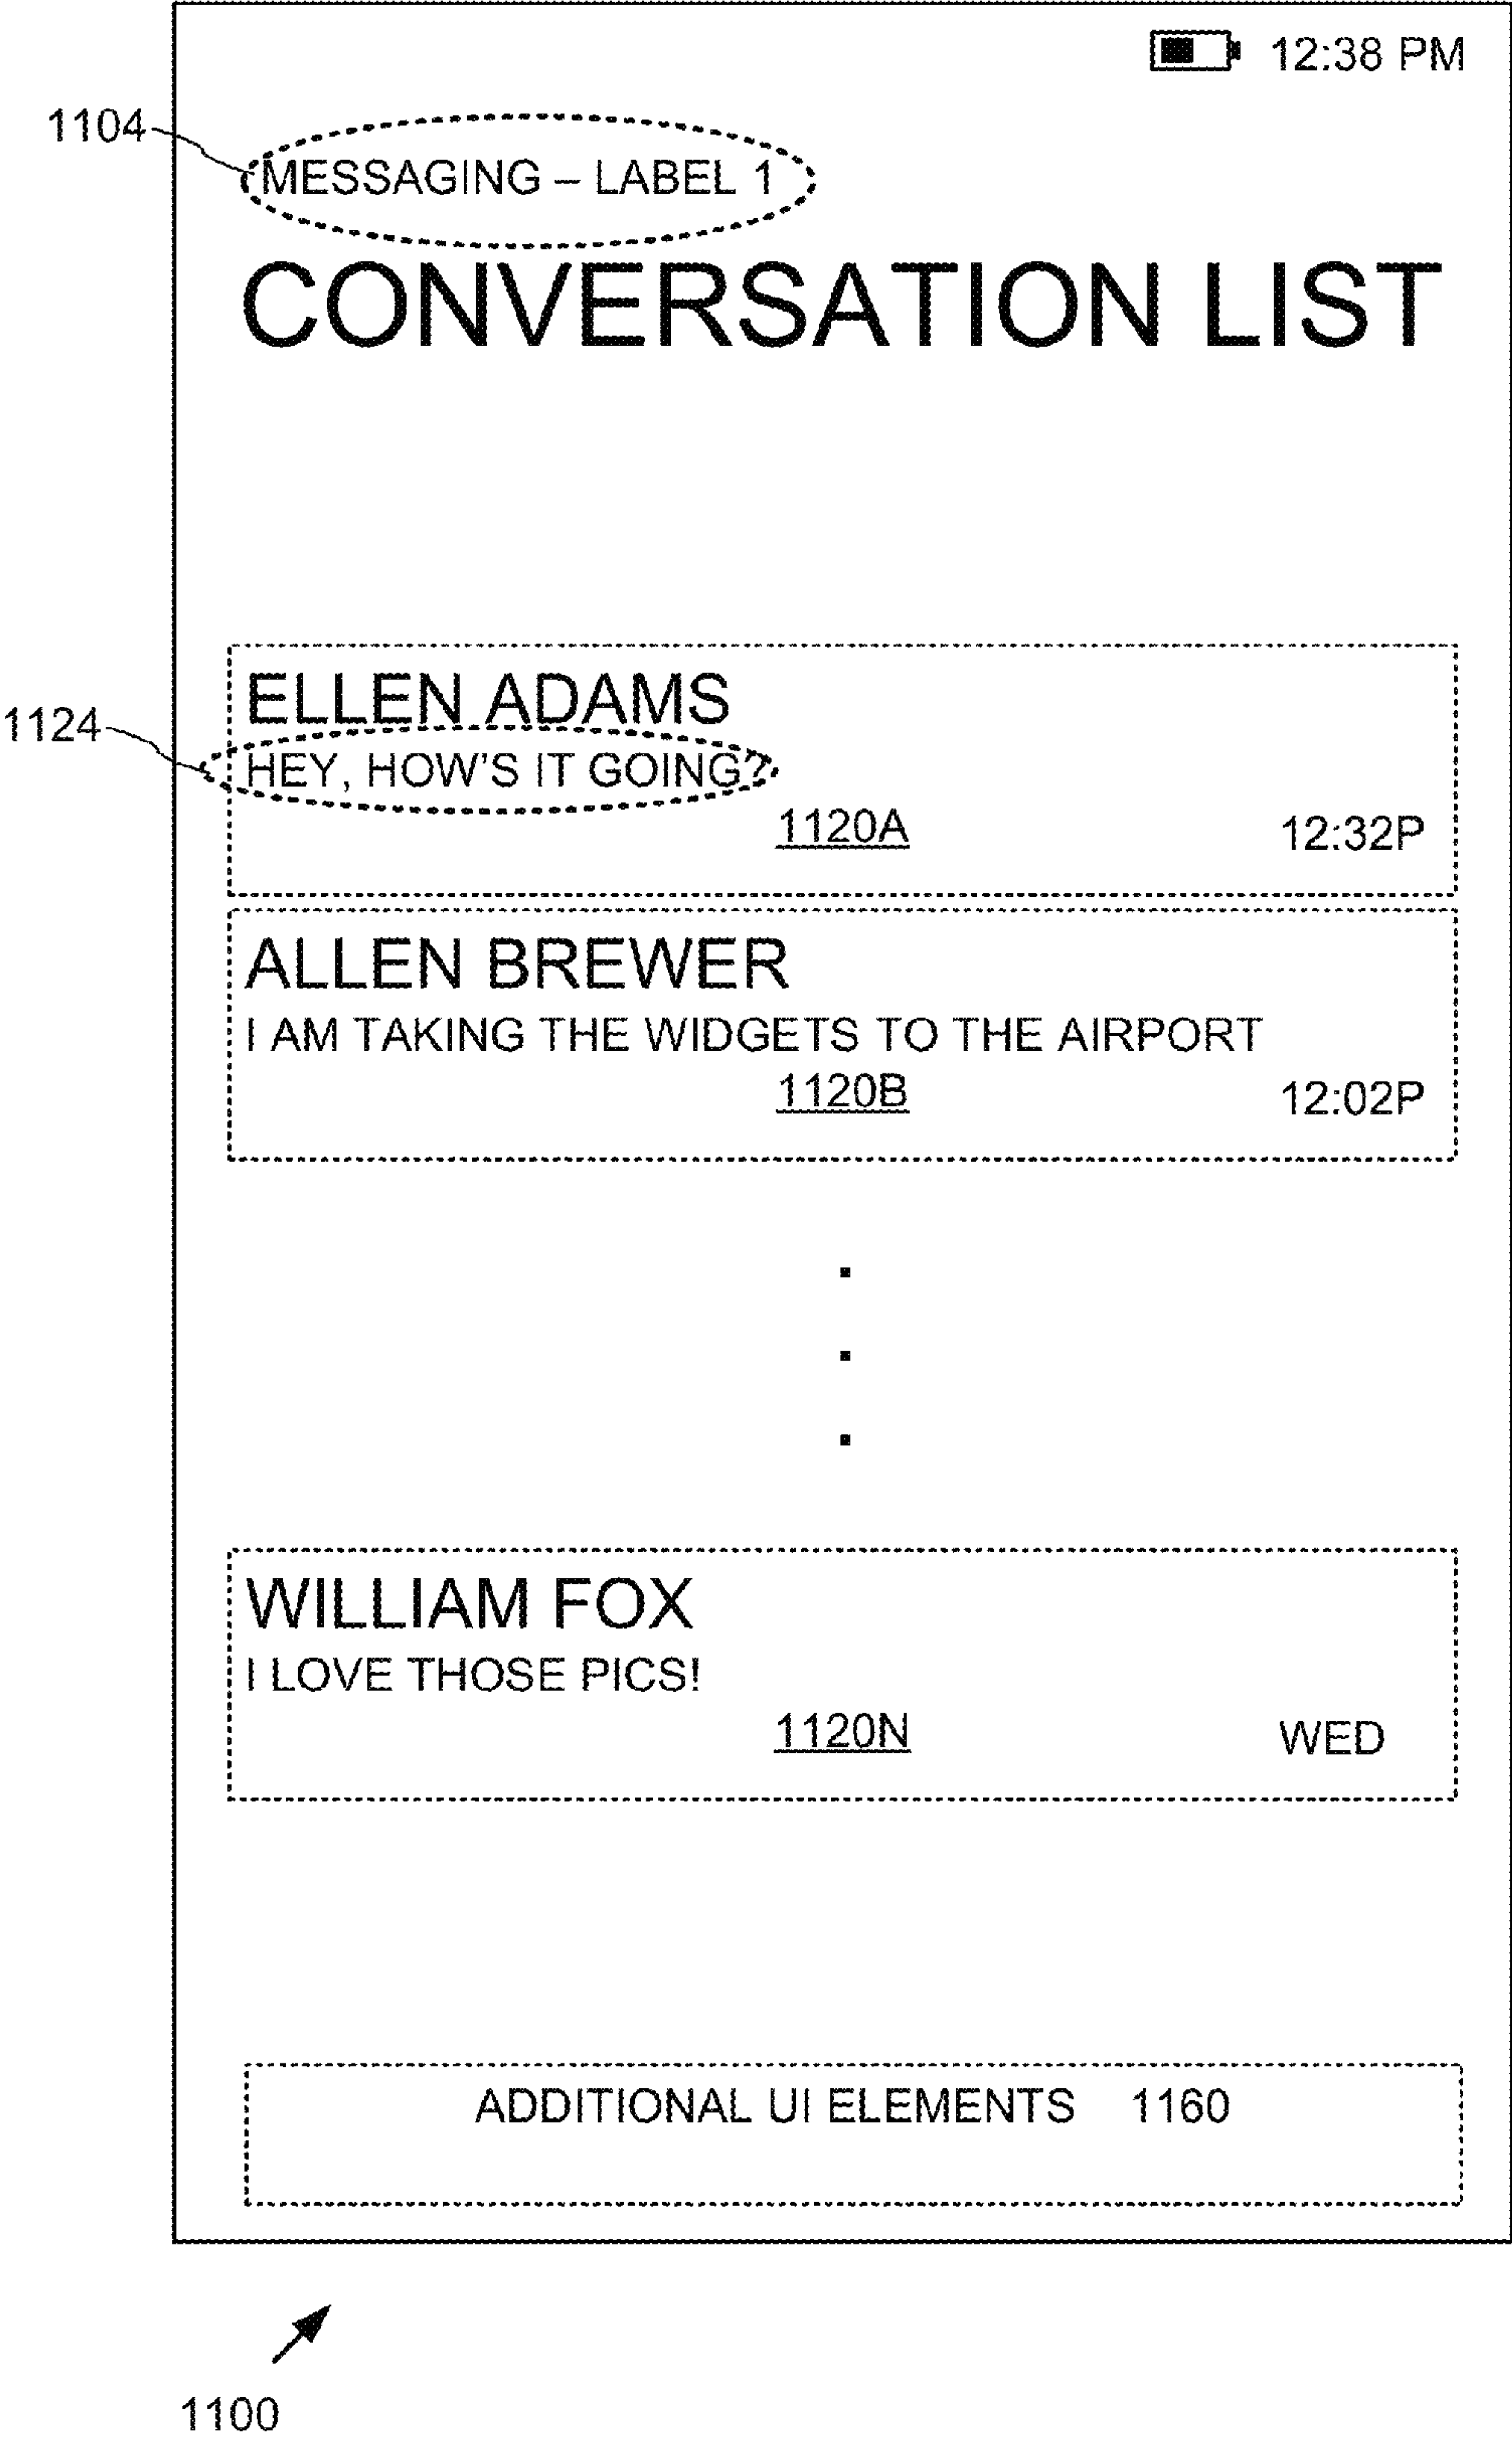 12:38 PM
1104
MESSAGING – LABEL 1
CONVERSATION LIST
ELLEN ADAMS
1124
HEY, HOW'S IT GOING?
1120A
12:32P
ALLEN BREWER
I AM TAKING THE WIDGETS TO THE AIRPORT
1120B
12:02P
WILLIAM FOX
I LOVE THOSE PICS!
1120N
WED
ADDITIONAL UI ELEMENTS 1160
1100